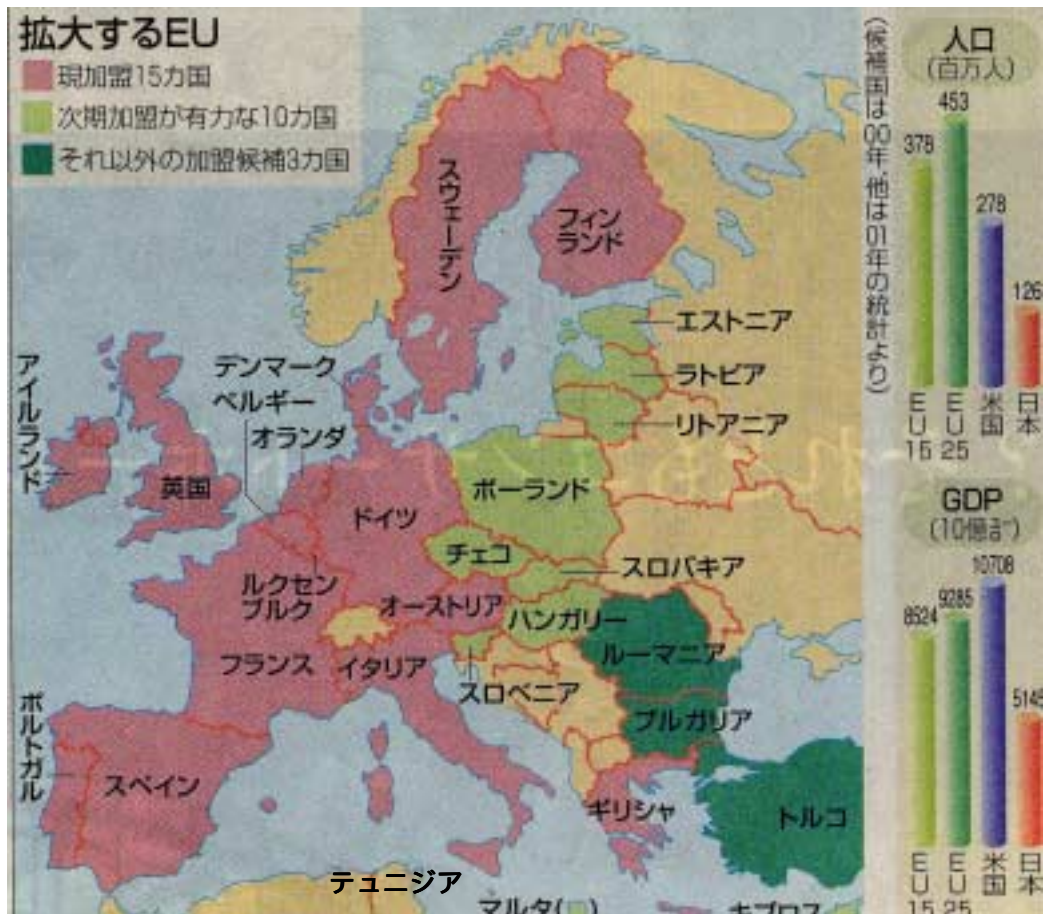 拡大するEU
現加盟15カ国
次期加盟が有力な10カ国
それ以外の加盟候補3カ国
スウェーデン
フィン
ランド
エストニア
ラトビア
リトアニア
デンマーク
ベルギー
オランダ
アイルランド
英国
ドイツ
ポーランド
チェコ
スロバキア
ルクセン
ブルク
オーストリア
ハンガリー
ルーマニア
フランス
イタリア
スロベニア
ブルガリア
ポルトガル
スペイン
ギリシャ
トルコ
テュニジア
マルタ( )
キプロス
(候補国は00年、他は01年の統計より)
人口
(百万人)
378
453
278
126
EU15
EU25
米国
日本
GDP
(10億㌦)
8524
9285
10708
5145
EU15
EU25
米国
日本